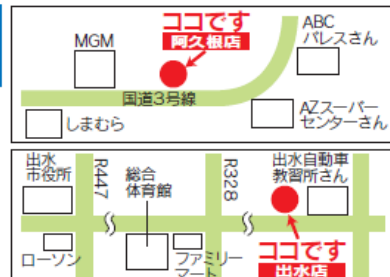 ココです
阿久根店
MGM
ABC
パレスさん
国道3号線
しまむら
AZスーパー
センターさん
出水
市役所
R447
総合
体育館
R328
出水自動車
教習所さん
ローソン
ファミリー
マート
ココです
出水店